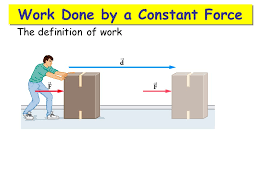 Work Done by a Constant Force
The definition of work
d
F
F